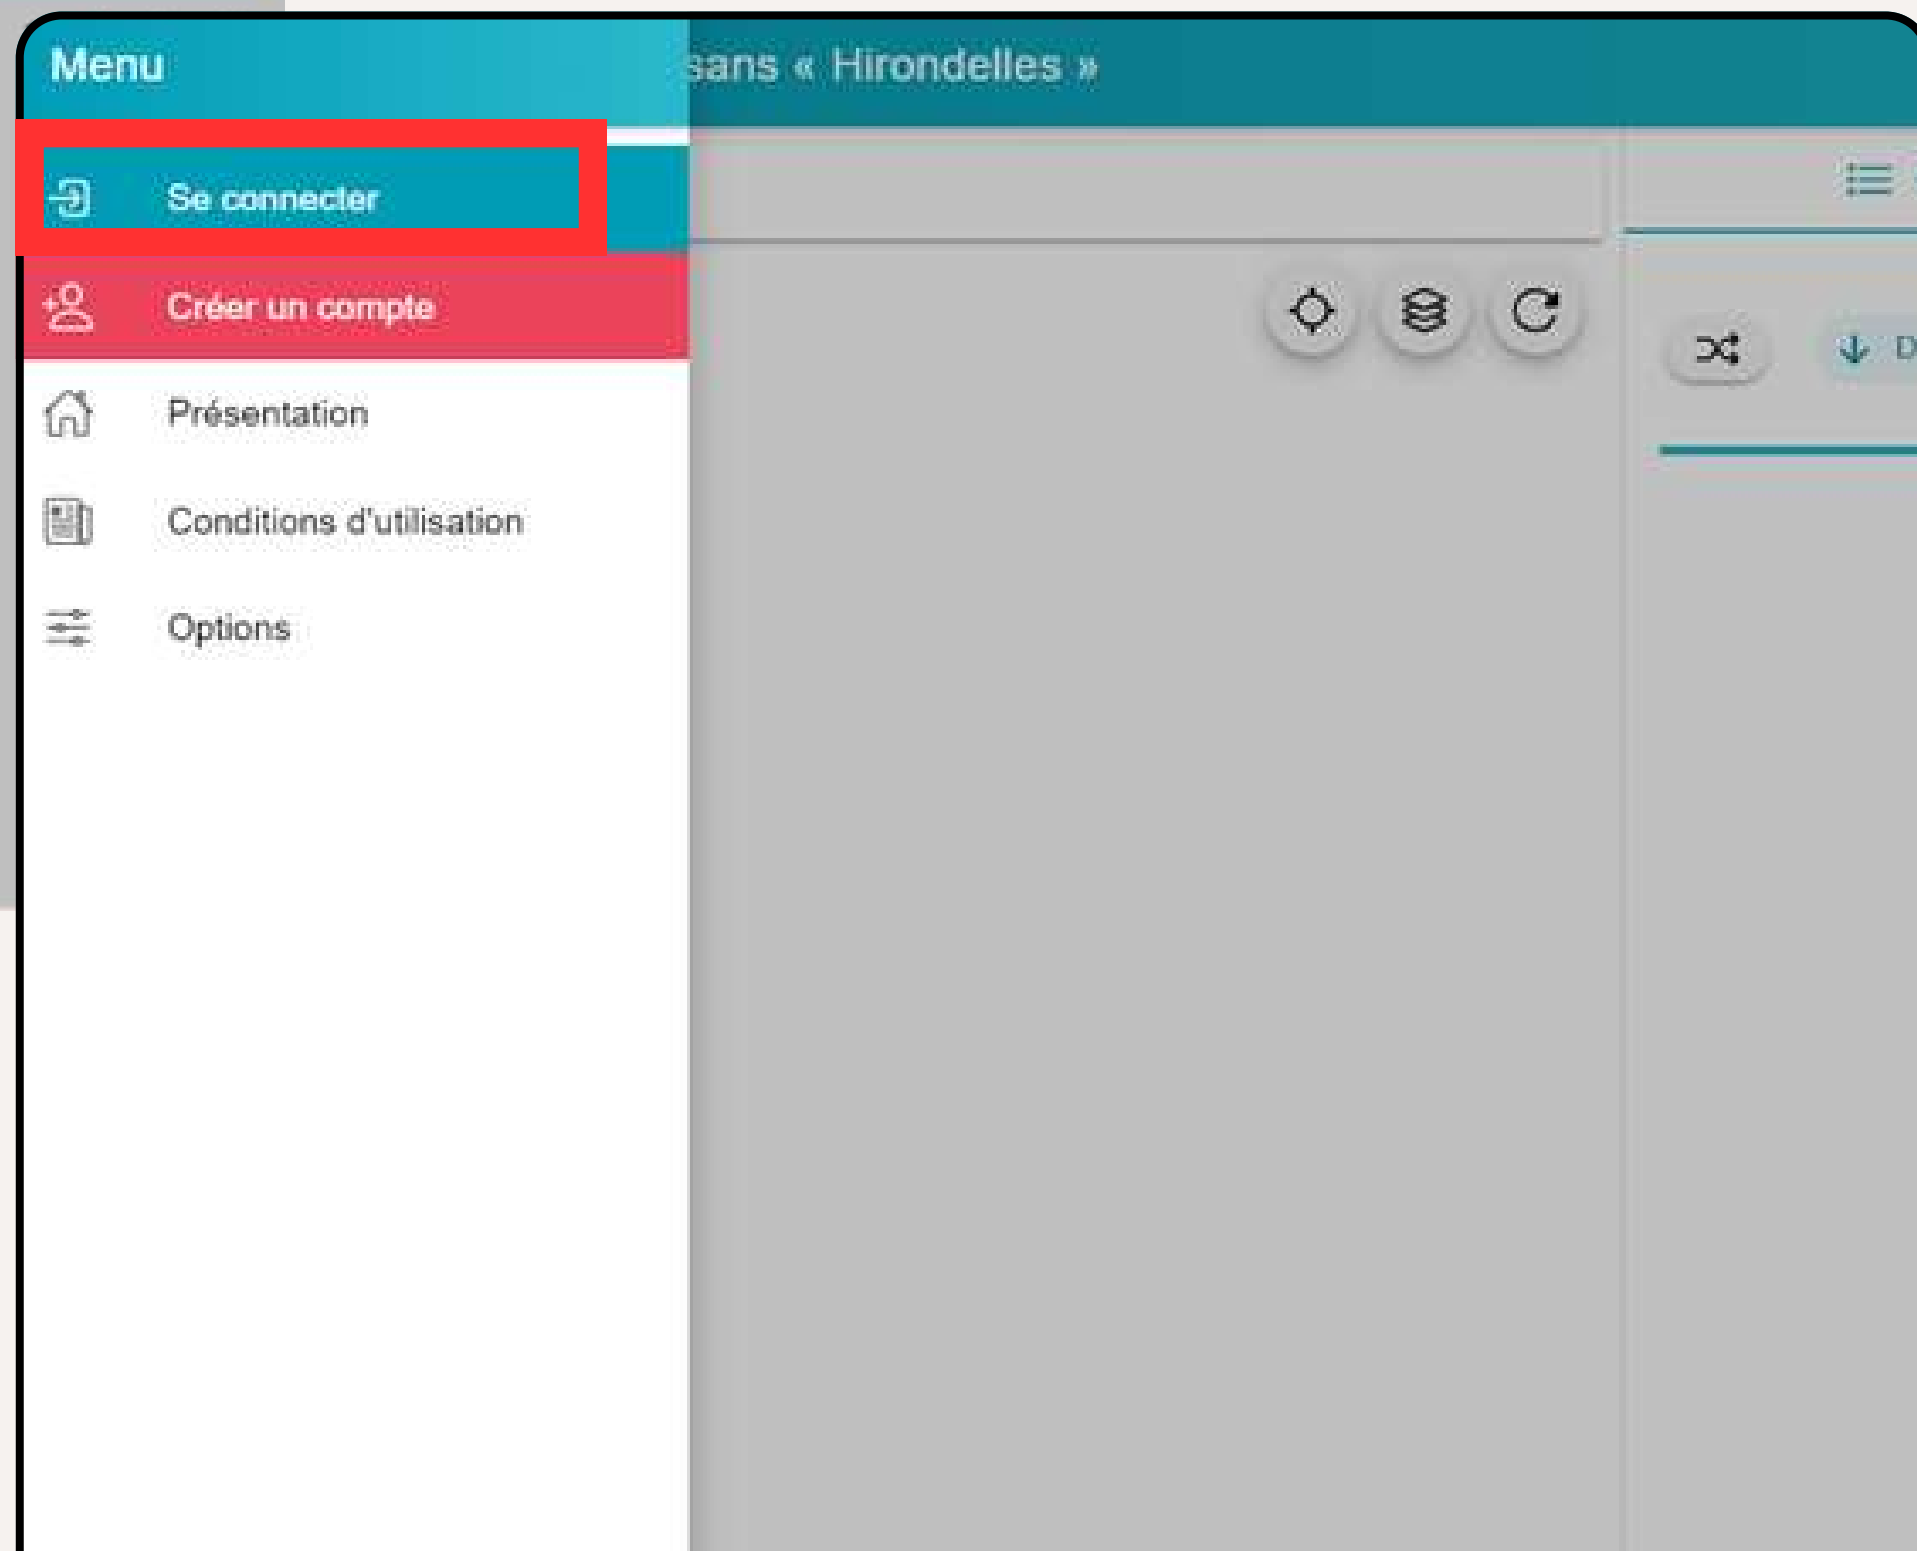 Menu
sans « Hirondelles »
Se connecter
Créer un compte
D
Présentation
Conditions d'utilisation
Options